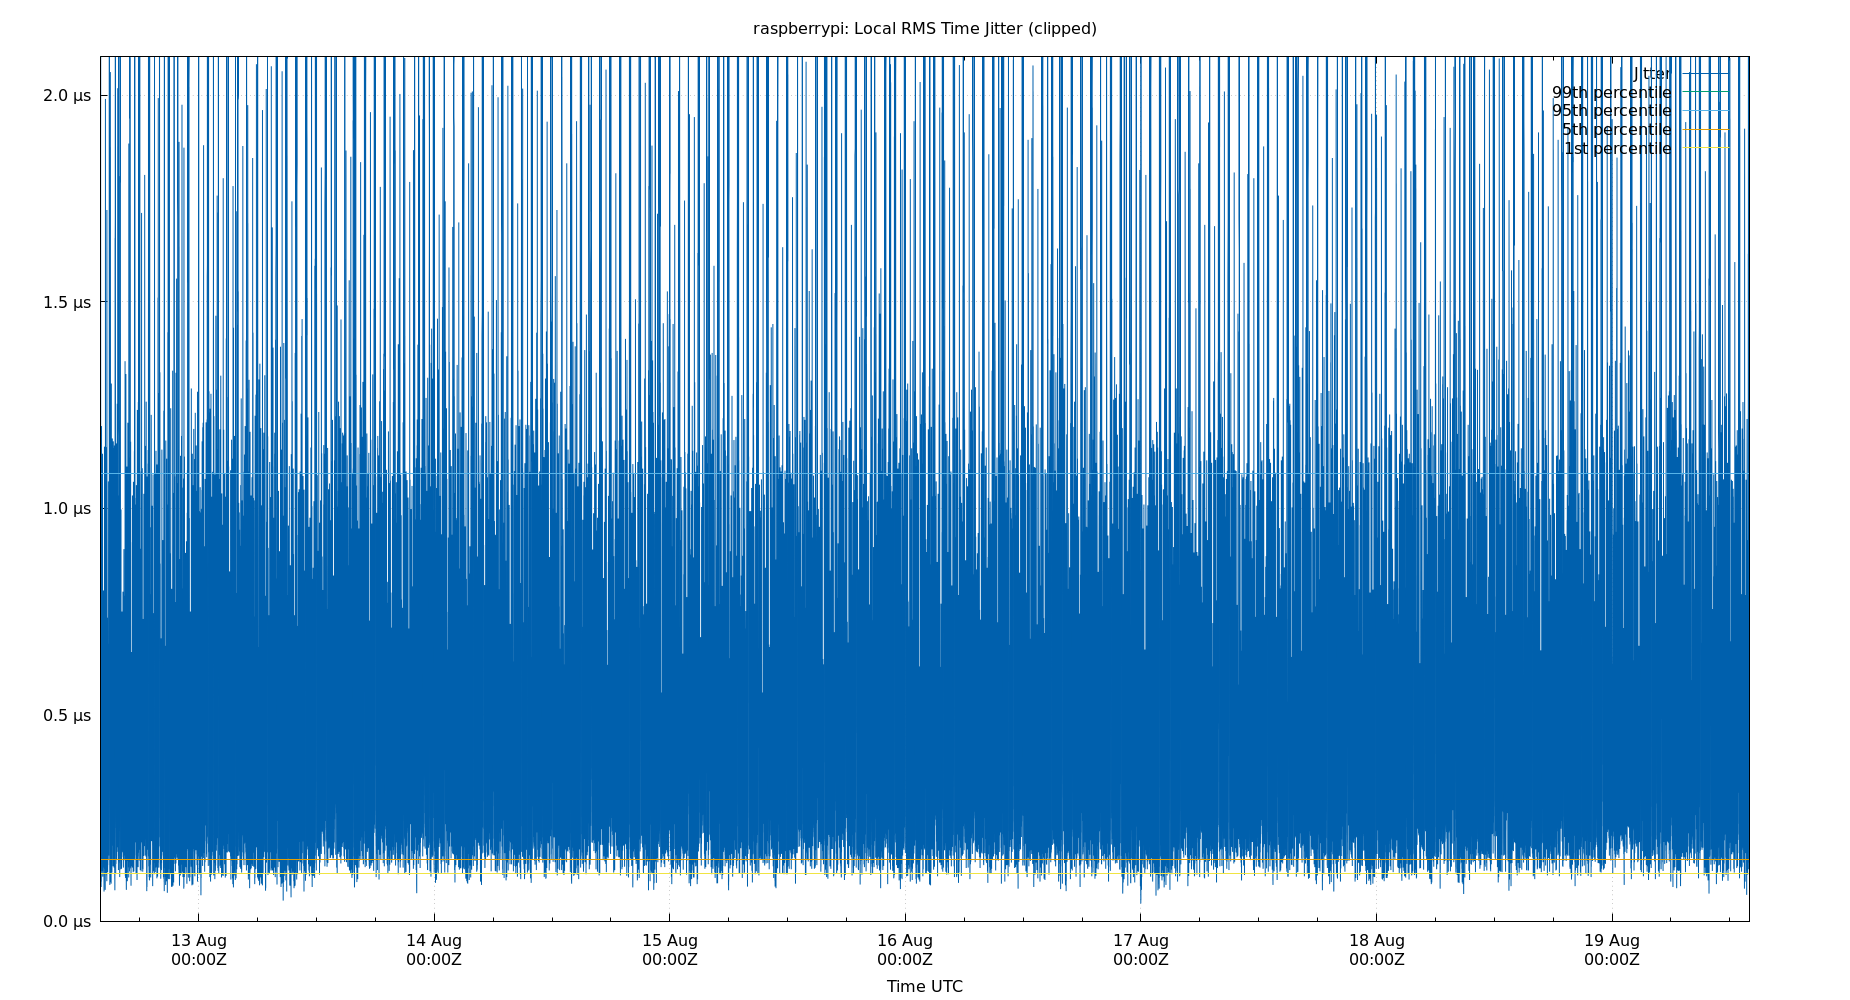 raspberrypi: Local RMS Time Jitter (clipped)
Jitter
99th percentile
95th percentile
5th percentile
1st percentile
2.0 µs
1.5 µs
1.0 µs
0.5 µs
0.0 µs
13 Aug 14 Aug 15 Aug 16 Aug 17 Aug 18 Aug 19 Aug
00:00Z 00:00Z 00:00Z 00:00Z 00:00Z 00:00Z 00:00Z
Time UTC